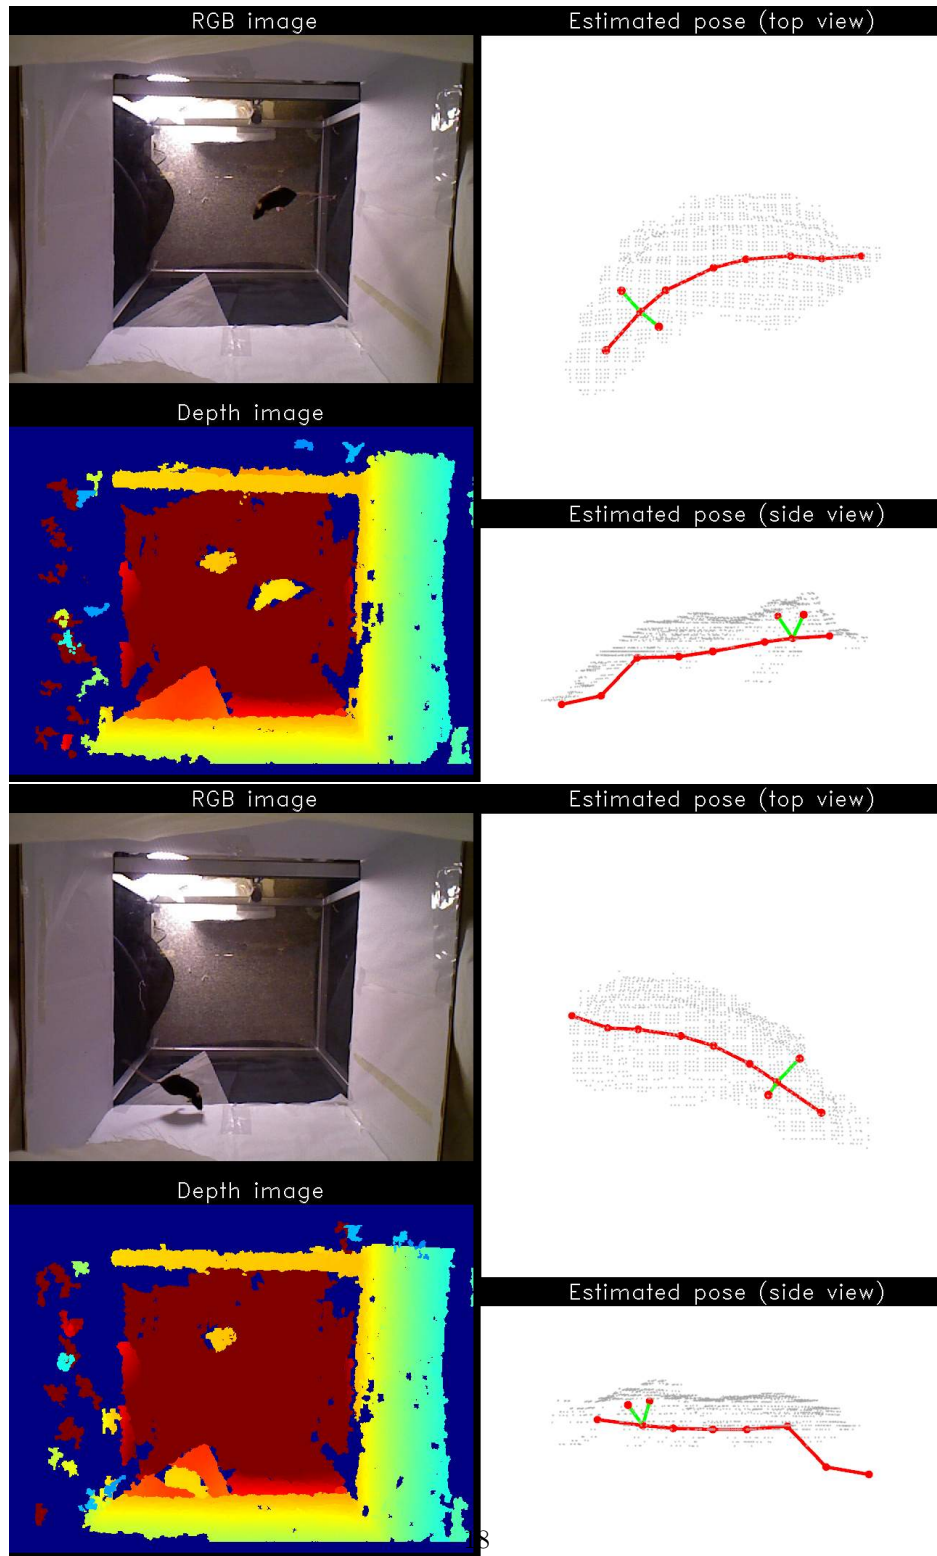 RGB image
Estimated pose (top view)
Depth image
Estimated pose (side view)
RGB image
Estimated pose (top view)
Depth image
Estimated pose (side view)
8